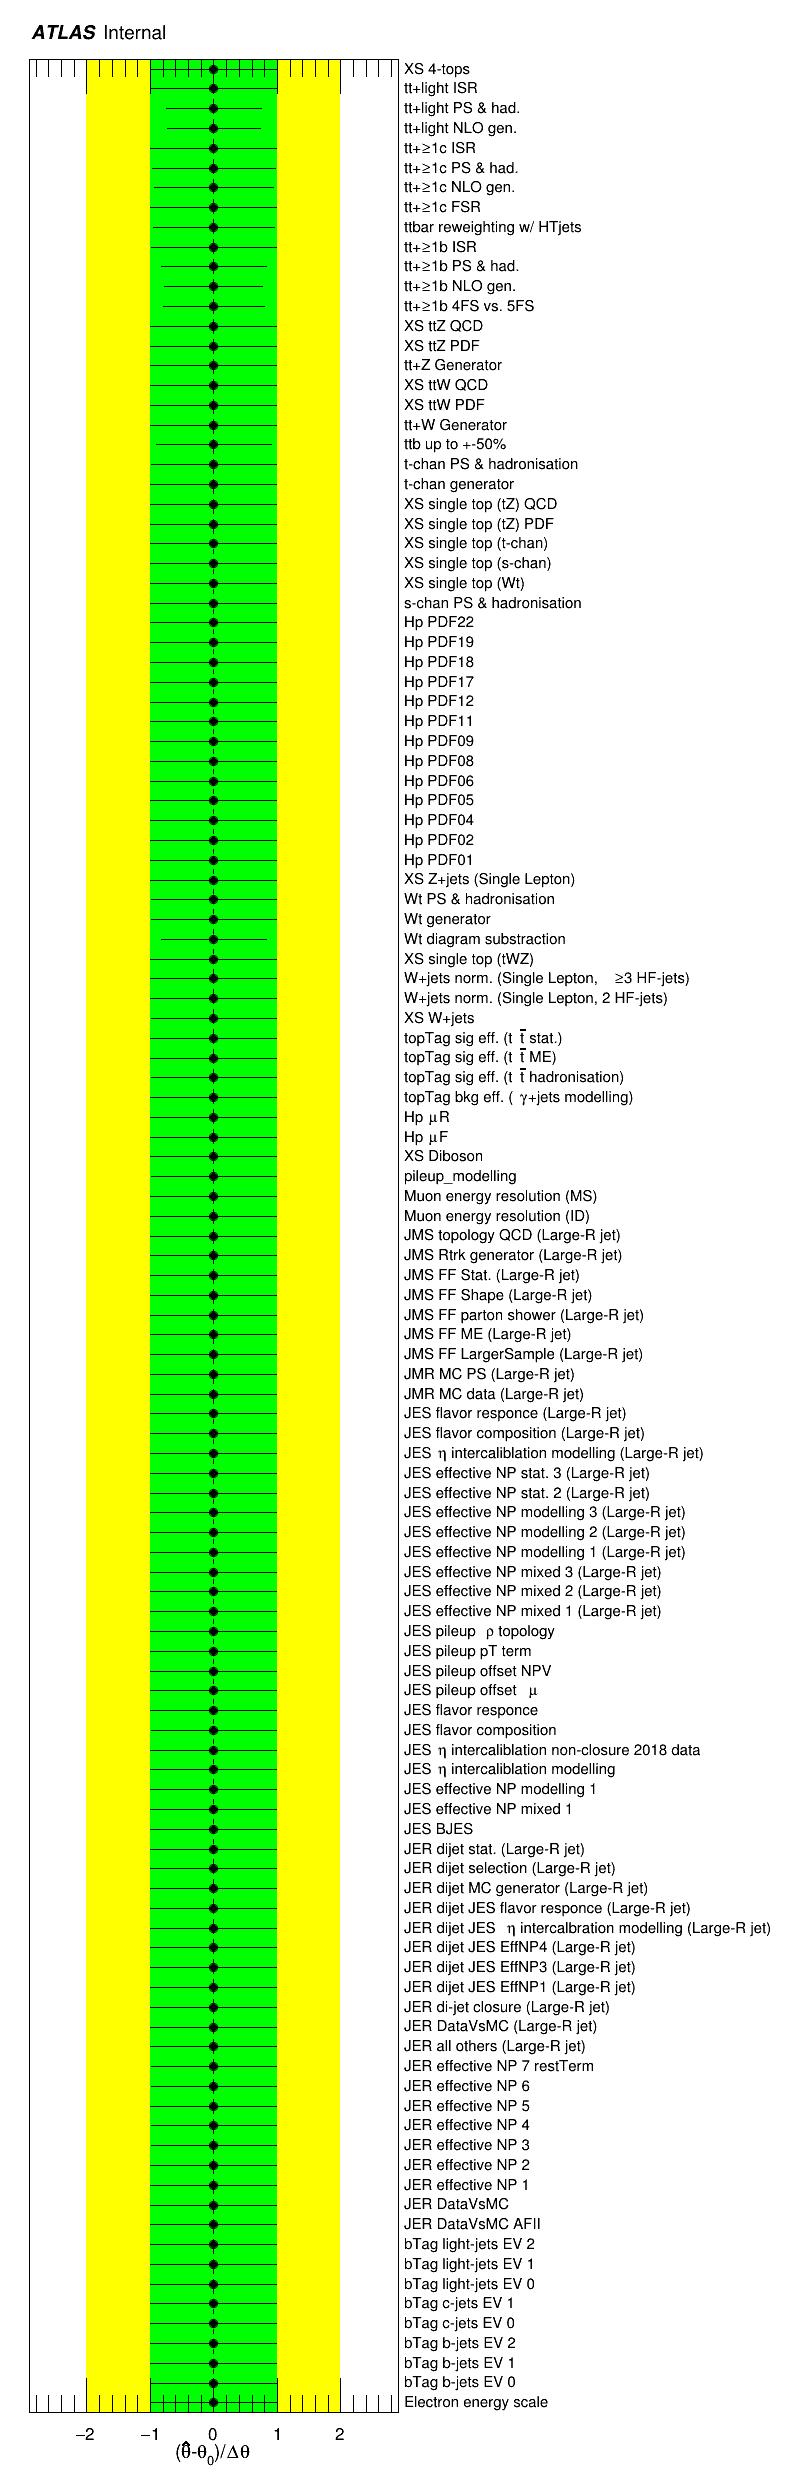 ATLAS Internal
XS 4-tops
tt+light ISR
tt+light PS & had.
tt+light NLO gen.
tt+≥1c ISR
tt+≥1c PS & had.
tt+≥1c NLO gen.
tt+≥1c FSR
ttbar reweighting w/ HTjets
tt+≥1b ISR
tt+≥1b PS & had.
tt+≥1b NLO gen.
tt+≥1b 4FS vs. 5FS
XS ttZ QCD
XS ttZ PDF
tt+Z Generator
XS ttW QCD
XS ttW PDF
tt+W Generator
ttb up to +-50%
t-chan PS & hadronisation
t-chan generator
XS single top (tZ) QCD
XS single top (tZ) PDF
XS single top (t-chan)
XS single top (s-chan)
XS single top (Wt)
s-chan PS & hadronisation
Hp PDF22
Hp PDF19
Hp PDF18
Hp PDF17
Hp PDF12
Hp PDF11
Hp PDF09
Hp PDF08
Hp PDF06
Hp PDF05
Hp PDF04
Hp PDF02
Hp PDF01
XS Z+jets (Single Lepton)
Wt PS & hadronisation
Wt generator
Wt diagram substraction
XS single top (tWZ)
W+jets norm. (Single Lepton, ≥3 HF-jets)
W+jets norm. (Single Lepton, 2 HF-jets)
XS W+jets
topTag sig eff. (t t̄ stat.)
topTag sig eff. (t t̄ ME)
topTag sig eff. (t t̄ hadronisation)
topTag bkg eff. ( γ+jets modelling)
Hp μR
Hp μF
XS Diboson
pileup_modelling
Muon energy resolution (MS)
Muon energy resolution (ID)
JMS topology QCD (Large-R jet)
JMS Rtrk generator (Large-R jet)
JMS FF Stat. (Large-R jet)
JMS FF Shape (Large-R jet)
JMS FF parton shower (Large-R jet)
JMS FF ME (Large-R jet)
JMS FF LargerSample (Large-R jet)
JMR MC PS (Large-R jet)
JMR MC data (Large-R jet)
JES flavor responce (Large-R jet)
JES flavor composition (Large-R jet)
JES η intercaliblation modelling (Large-R jet)
JES effective NP stat. 3 (Large-R jet)
JES effective NP stat. 2 (Large-R jet)
JES effective NP modelling 3 (Large-R jet)
JES effective NP modelling 2 (Large-R jet)
JES effective NP modelling 1 (Large-R jet)
JES effective NP mixed 3 (Large-R jet)
JES effective NP mixed 2 (Large-R jet)
JES effective NP mixed 1 (Large-R jet)
JES pileup ρ topology
JES pileup pT term
JES pileup offset NPV
JES pileup offset μ
JES flavor responce
JES flavor composition
JES η intercaliblation non-closure 2018 data
JES η intercaliblation modelling
JES effective NP modelling 1
JES effective NP mixed 1
JES BJES
JER dijet stat. (Large-R jet)
JER dijet selection (Large-R jet)
JER dijet MC generator (Large-R jet)
JER dijet JES flavor responce (Large-R jet)
JER dijet JES η intercalbration modelling (Large-R jet)
JER dijet JES EffNP4 (Large-R jet)
JER dijet JES EffNP3 (Large-R jet)
JER dijet JES EffNP1 (Large-R jet)
JER di-jet closure (Large-R jet)
JER DataVsMC (Large-R jet)
JER all others (Large-R jet)
JER effective NP 7 restTerm
JER effective NP 6
JER effective NP 5
JER effective NP 4
JER effective NP 3
JER effective NP 2
JER effective NP 1
JER DataVsMC
JER DataVsMC AFII
bTag light-jets EV 2
bTag light-jets EV 1
bTag light-jets EV 0
bTag c-jets EV 1
bTag c-jets EV 0
bTag b-jets EV 2
bTag b-jets EV 1
bTag b-jets EV 0
Electron energy scale
−2 −1 0 1 2
(θ̂-θ₀)/Δθ